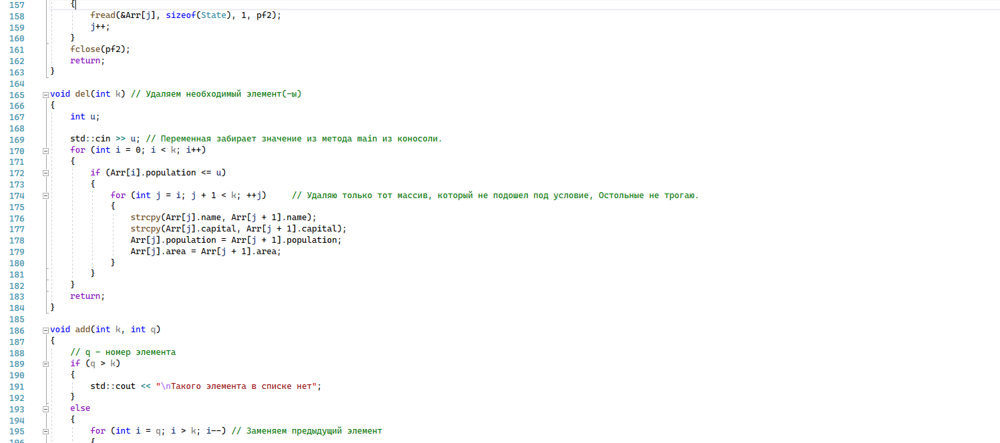 157 {
158 fread(&Arr[j], sizeof(State), 1, pf2);
159 j++;
160 }
161 fclose(pf2);
162 return;
163 }
164
165 void del(int k) // Удаляем необходимый элемент(-ы)
166 {
167 int u;
168
169 std::cin >> u; // Переменная забирает значение из метода main из коносоли.
170 for (int i = 0; i < k; i++)
171 {
172 if (Arr[i].population <= u)
173 {
174 for (int j = i; j + 1 < k; ++j) // Удаляю только тот массив, который не подошел под условие, Остольные не трогаю.
175 {
176 strcpy(Arr[j].name, Arr[j + 1].name);
177 strcpy(Arr[j].capital, Arr[j + 1].capital);
178 Arr[j].population = Arr[j + 1].population;
179 Arr[j].area = Arr[j + 1].area;
180 }
181 }
182 }
183 return;
184 }
185
186 void add(int k, int q)
187 {
188 // q - номер элемента
189 if (q > k)
190 {
191 std::cout << "\nТакого элемента в списке нет";
192 }
193 else
194 {
195 for (int i = q; i > k; i--) // Заменяем предыдущий элемент
196 {